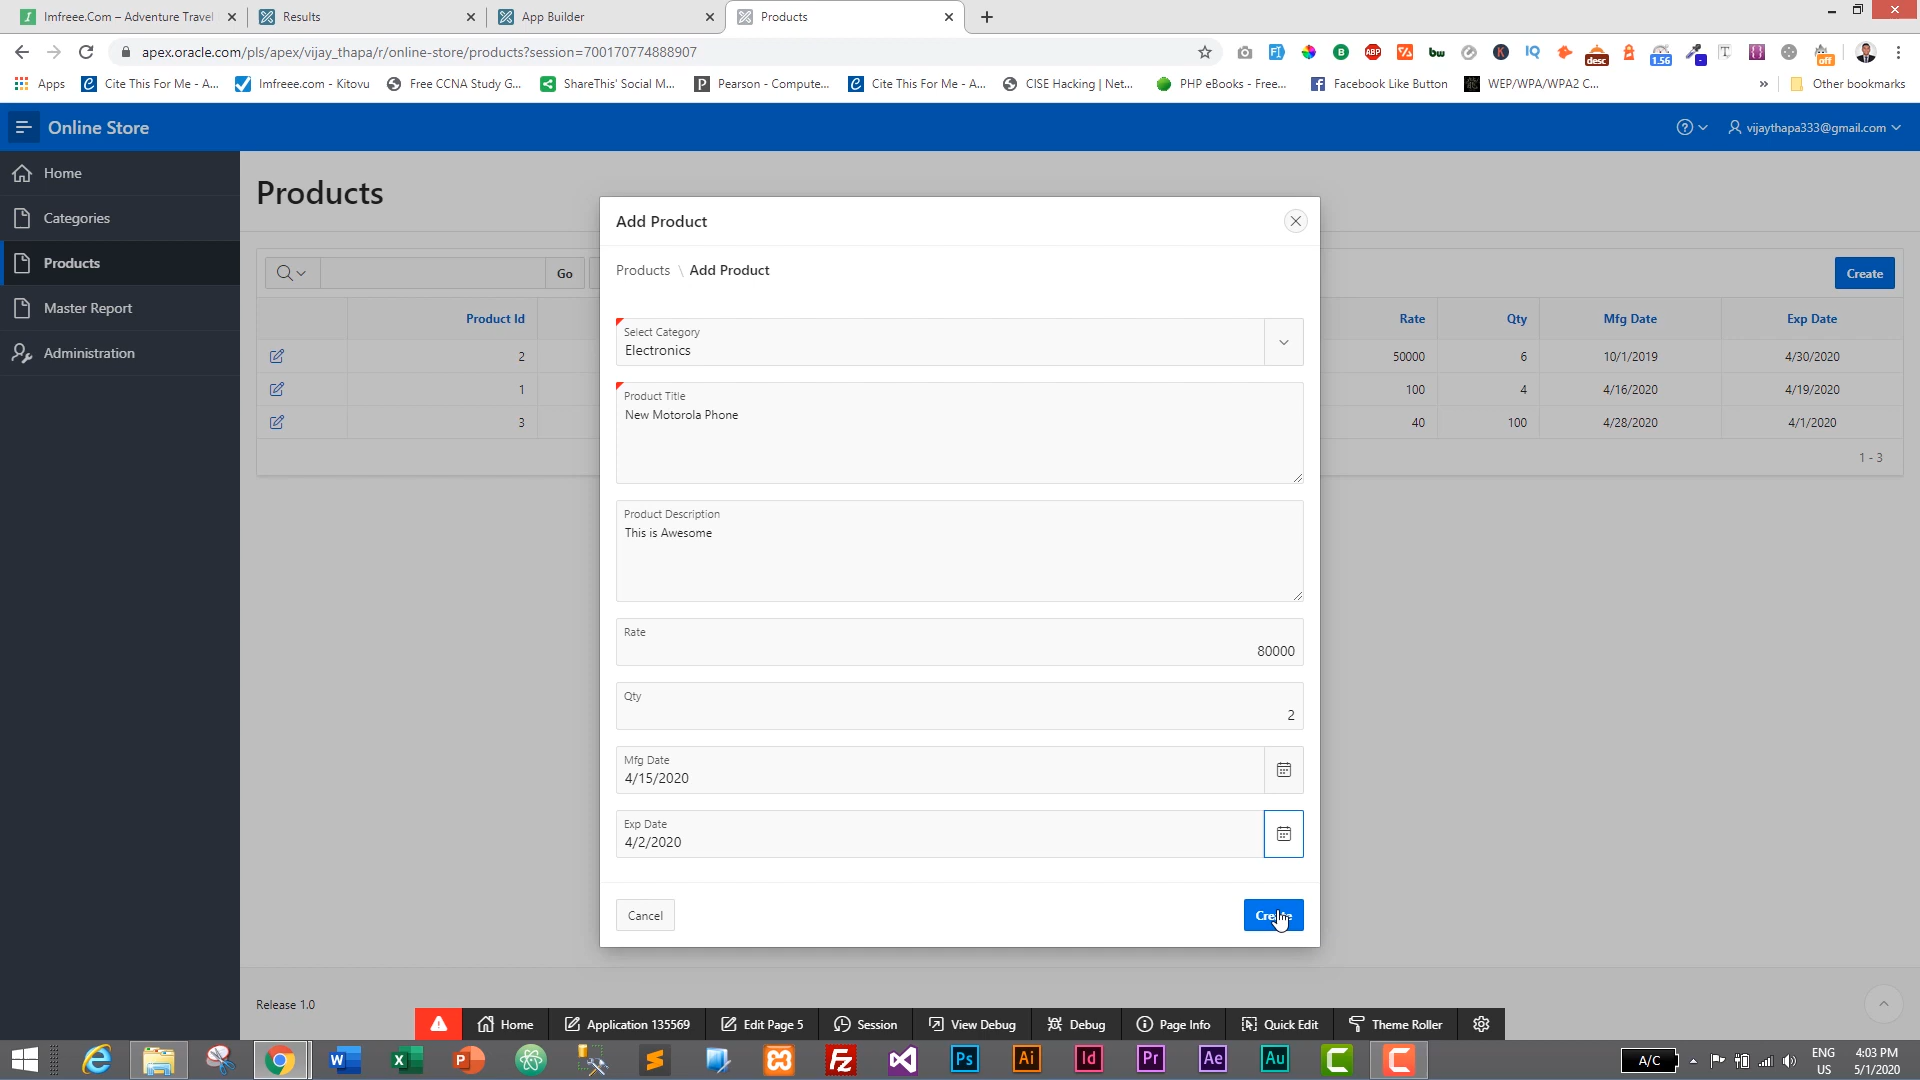 Imfreee.Com – Adventure Travel
Results
App Builder
Products
apex.oracle.com/pls/apex/vijay_thapa/r/online-store/products?session=700170774888907
Apps
Cite This For Me - A...
Imfreee.com - Kitovu
Free CCNA Study G...
ShareThis' Social M...
Pearson - Compute...
Cite This For Me - A...
CISE Hacking | Net...
PHP eBooks - Free...
Facebook Like Button
WEP/WPA/WPA2 C...
»
Other bookmarks
Online Store
vijaythapa333@gmail.com
Home
Categories
Products
Master Report
Administration
Products
Go
Create
Product Id
Rate
Qty
Mfg Date
Exp Date
2
50000
6
10/1/2019
4/30/2020
1
100
4
4/16/2020
4/19/2020
3
40
100
4/28/2020
4/1/2020
1 - 3
Add Product
Products \ Add Product
Select Category
Electronics
Product Title
New Motorola Phone
Product Description
This is Awesome
Rate
80000
Qty
2
Mfg Date
4/15/2020
Exp Date
4/2/2020
Cancel
Release 1.0
Home
Application 135569
Edit Page 5
Session
View Debug
Debug
Page Info
Quick Edit
Theme Roller
A/C
ENG
US
4:03 PM
5/1/2020